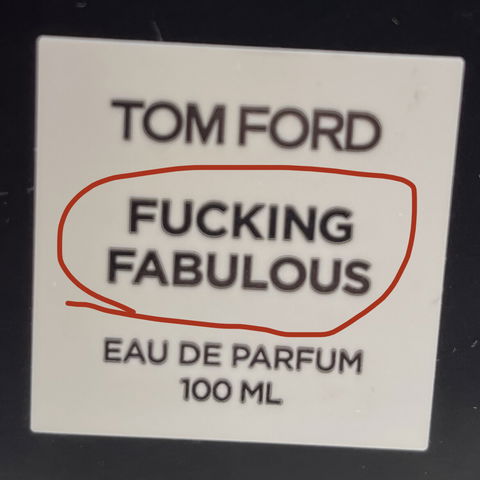 TOM FORD
FUCKING
FABULOUS
EAU DE PARFUM
100 ML